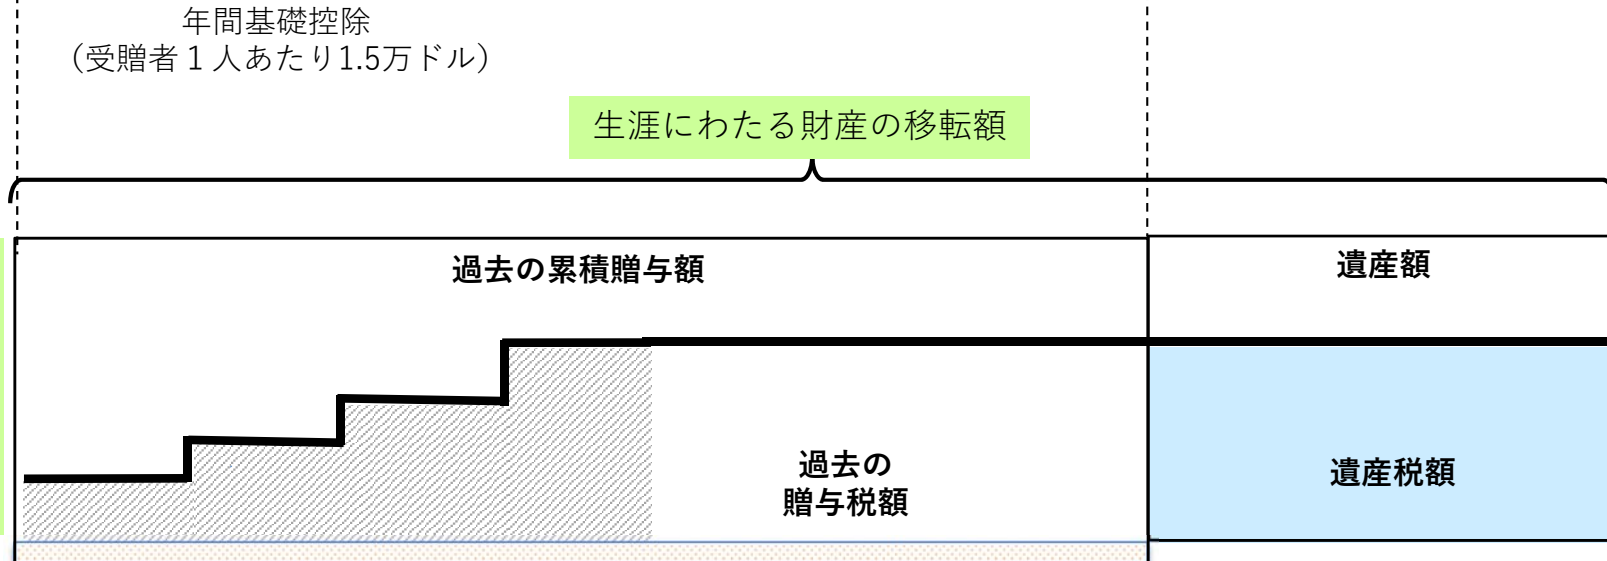 年間基礎控除
（受贈者１人あたり1.5万ドル）
生涯にわたる財産の移転額
過去の累積贈与額
遺産額
過去の
贈与税額
遺産税額